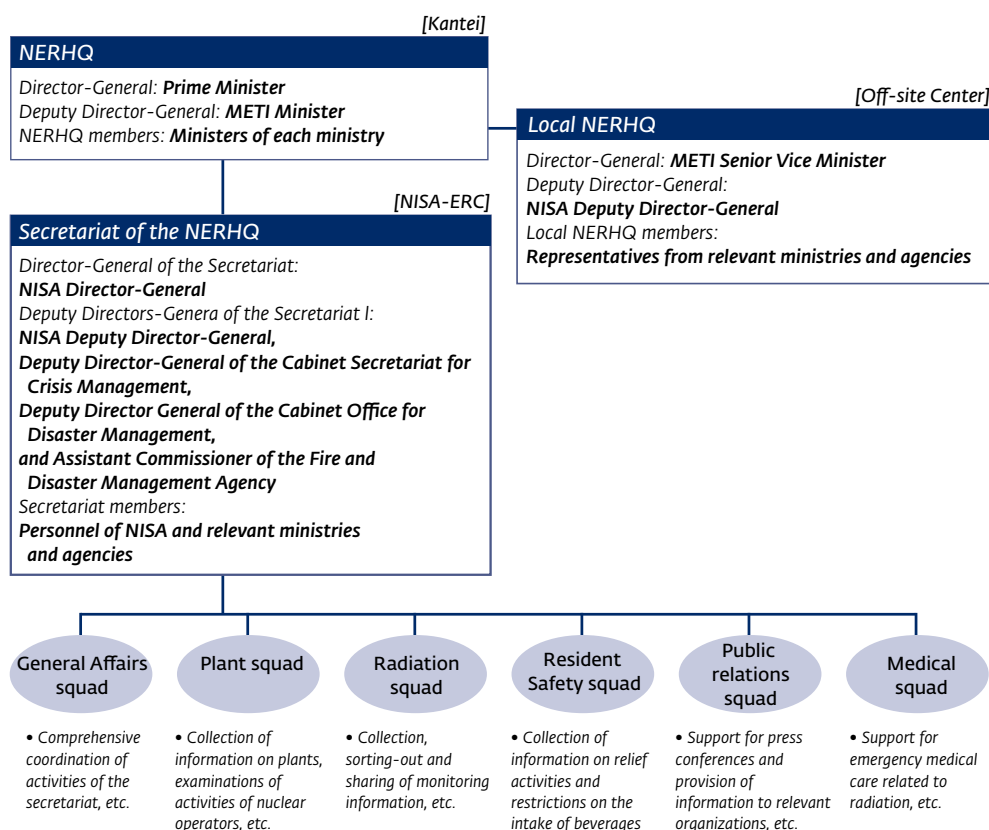 [Kantei]
NERHQ
Director-General: Prime Minister
Deputy Director-General: METI Minister
NERHQ members: Ministers of each ministry
[Off-site Center]
Local NERHQ
Director-General: METI Senior Vice Minister
Deputy Director-General:
NISA Deputy Director-General
Local NERHQ members:
Representatives from relevant ministries and agencies
[NISA-ERC]
Secretariat of the NERHQ
Director-General of the Secretariat:
NISA Director-General
Deputy Directors-Genera of the Secretariat l:
NISA Deputy Director-General,
Deputy Director-General of the Cabinet Secretariat for
Crisis Management,
Deputy Director General of the Cabinet Office for
Disaster Management,
and Assistant Commissioner of the Fire and
Disaster Management Agency
Secretariat members:
Personnel of NISA and relevant ministries
and agencies
General Affairs
squad
• Comprehensive
coordination of
activities of the
secretariat, etc.
Plant squad
• Collection of
information on plants,
examinations of
activities of nuclear
operators, etc.
Radiation
squad
• Collection,
sorting-out and
sharing of monitoring
information, etc.
Resident
Safety squad
• Collection of
information on relief
activities and
restrictions on the
intake of beverages
Public
relations
squad
• Support for press
conferences and
provision of
information to relevant
organizations, etc.
Medical
squad
• Support for
emergency medical
care related to
radiation, etc.